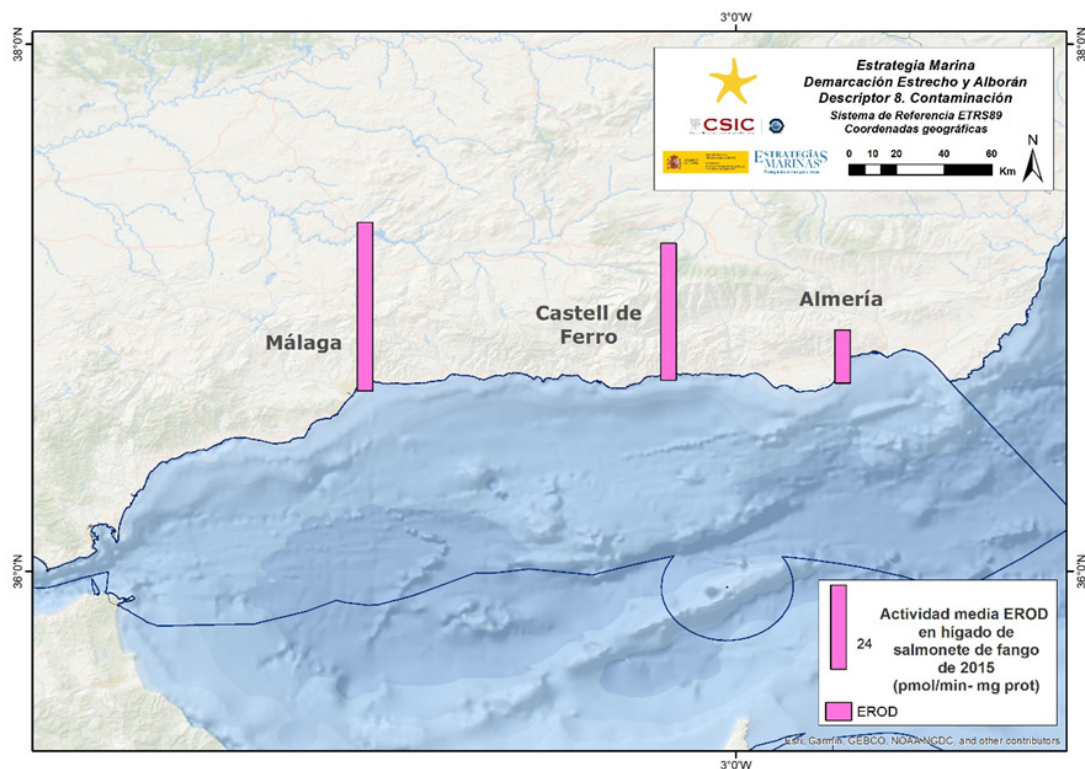 3°0'W
38°0'N
38°0'N
Estrategia Marina
Demarcación Estrecho y Alborán
Descriptor 8. Contaminación
Sistema de Referencia ETRS89
Coordenadas geográficas
CSIC
ESTRATEGIAS
MARINAS
N
0 10 20 40 60
Km
Málaga
Castell de
Ferro
Almería
36°0'N
36°0'N
24
Actividad media EROD
en hígado de
salmonete de fango
de 2015
(pmol/min- mg prot)
EROD
Esri, Garmin, GEBCO, NOAA NGDC, and other contributors
3°0'W